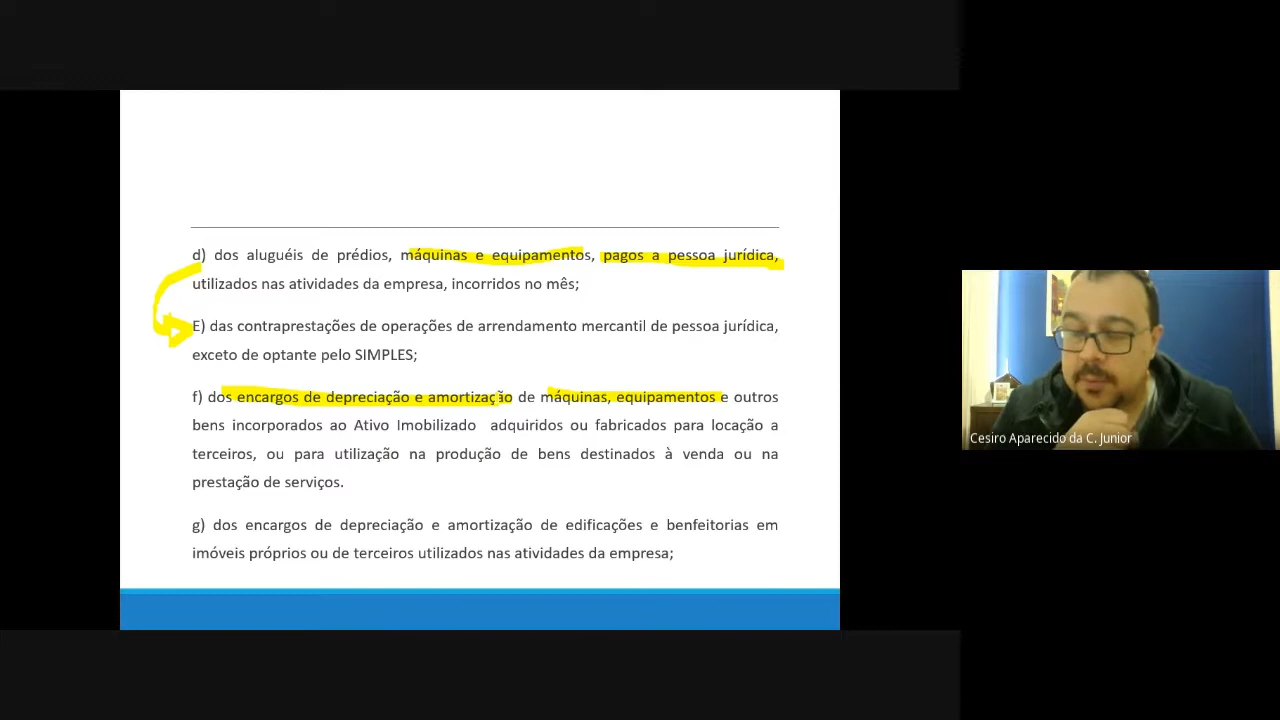 d) dos aluguéis de prédios, máquinas e equipamentos, pagos a pessoa jurídica,
utilizados nas atividades da empresa, incorridos no mês;
E) das contraprestações de operações de arrendamento mercantil de pessoa jurídica,
exceto de optante pelo SIMPLES;
f) dos encargos de depreciação e amortização de máquinas, equipamentos e outros
bens incorporados ao Ativo Imobilizado adquiridos ou fabricados para locação a
terceiros, ou para utilização na produção de bens destinados à venda ou na
prestação de serviços.
g) dos encargos de depreciação e amortização de edificações e benfeitorias em
imóveis próprios ou de terceiros utilizados nas atividades da empresa;
Cesiro Aparecido da C. Junior